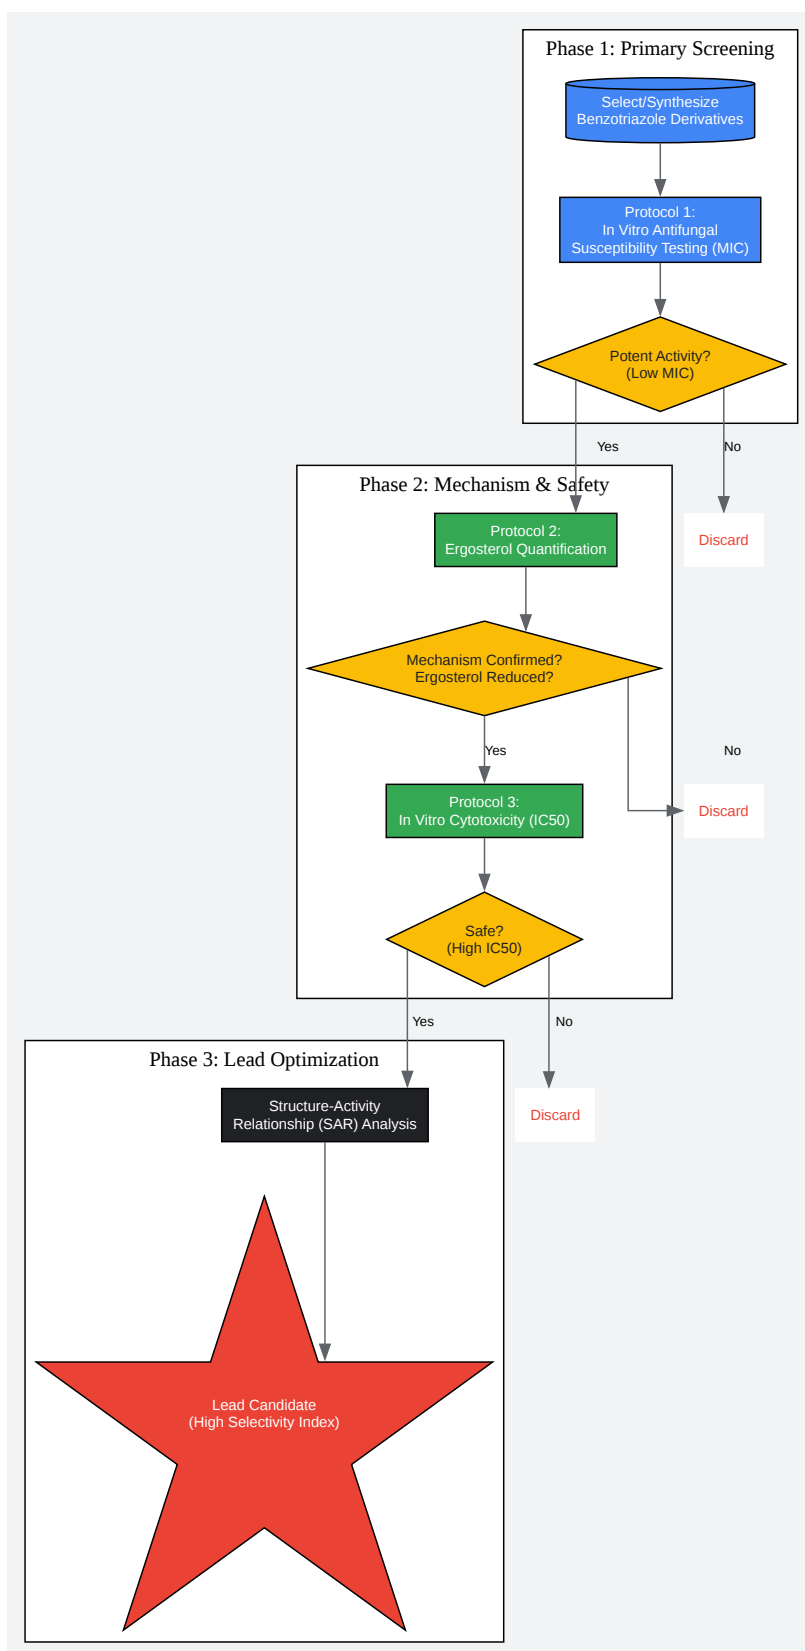 Phase 1: Primary Screening
Select/Synthesize
Benzotriazole Derivatives
Protocol 1:
In Vitro Antifungal
Susceptibility Testing (MIC)
Potent Activity?
(Low MIC)
Yes
No
Phase 2: Mechanism & Safety
Protocol 2:
Ergosterol Quantification
Discard
Mechanism Confirmed?
Ergosterol Reduced?
Yes
No
Protocol 3:
In Vitro Cytotoxicity (IC50)
Discard
Safe?
(High IC50)
Yes
No
Phase 3: Lead Optimization
Structure-Activity
Relationship (SAR) Analysis
Discard
Lead Candidate
(High Selectivity Index)